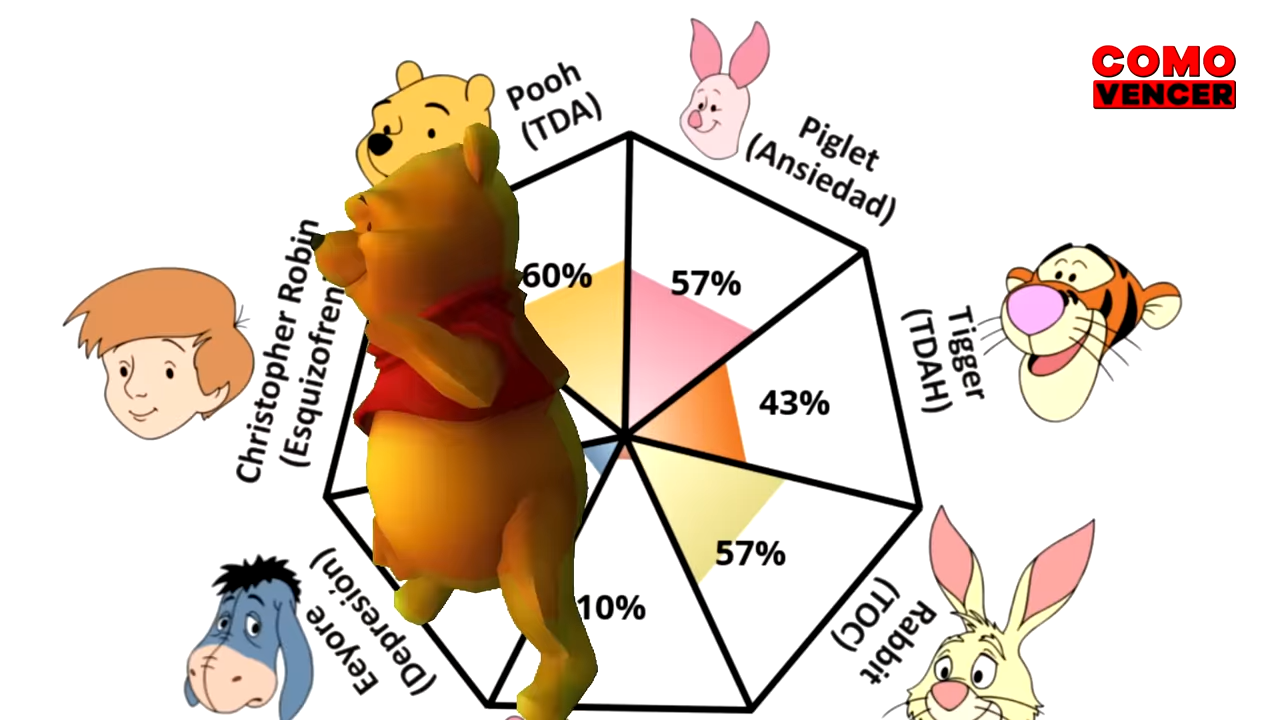 COMO
VENCER
Pooh
(TDA)
Piglet
(Ansiedad)
Christopher Robin
60%
57%
Tigger
(TDAH)
43%
57%
10%
Rabbit
(TOC)
Eeyore
(Depresión)